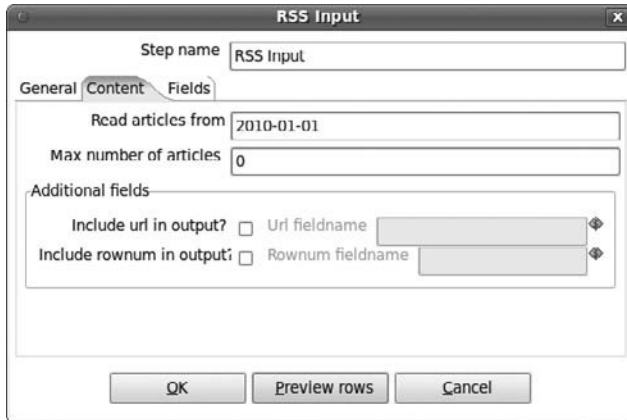 RSS Input
Step name RSS Input
General Content Fields
Read articles from 2010-01-01
Max number of articles 0
Additional fields
Include url in output? Url fieldname
Include rownum in output? Rownum fieldname
OK Preview rows Cancel